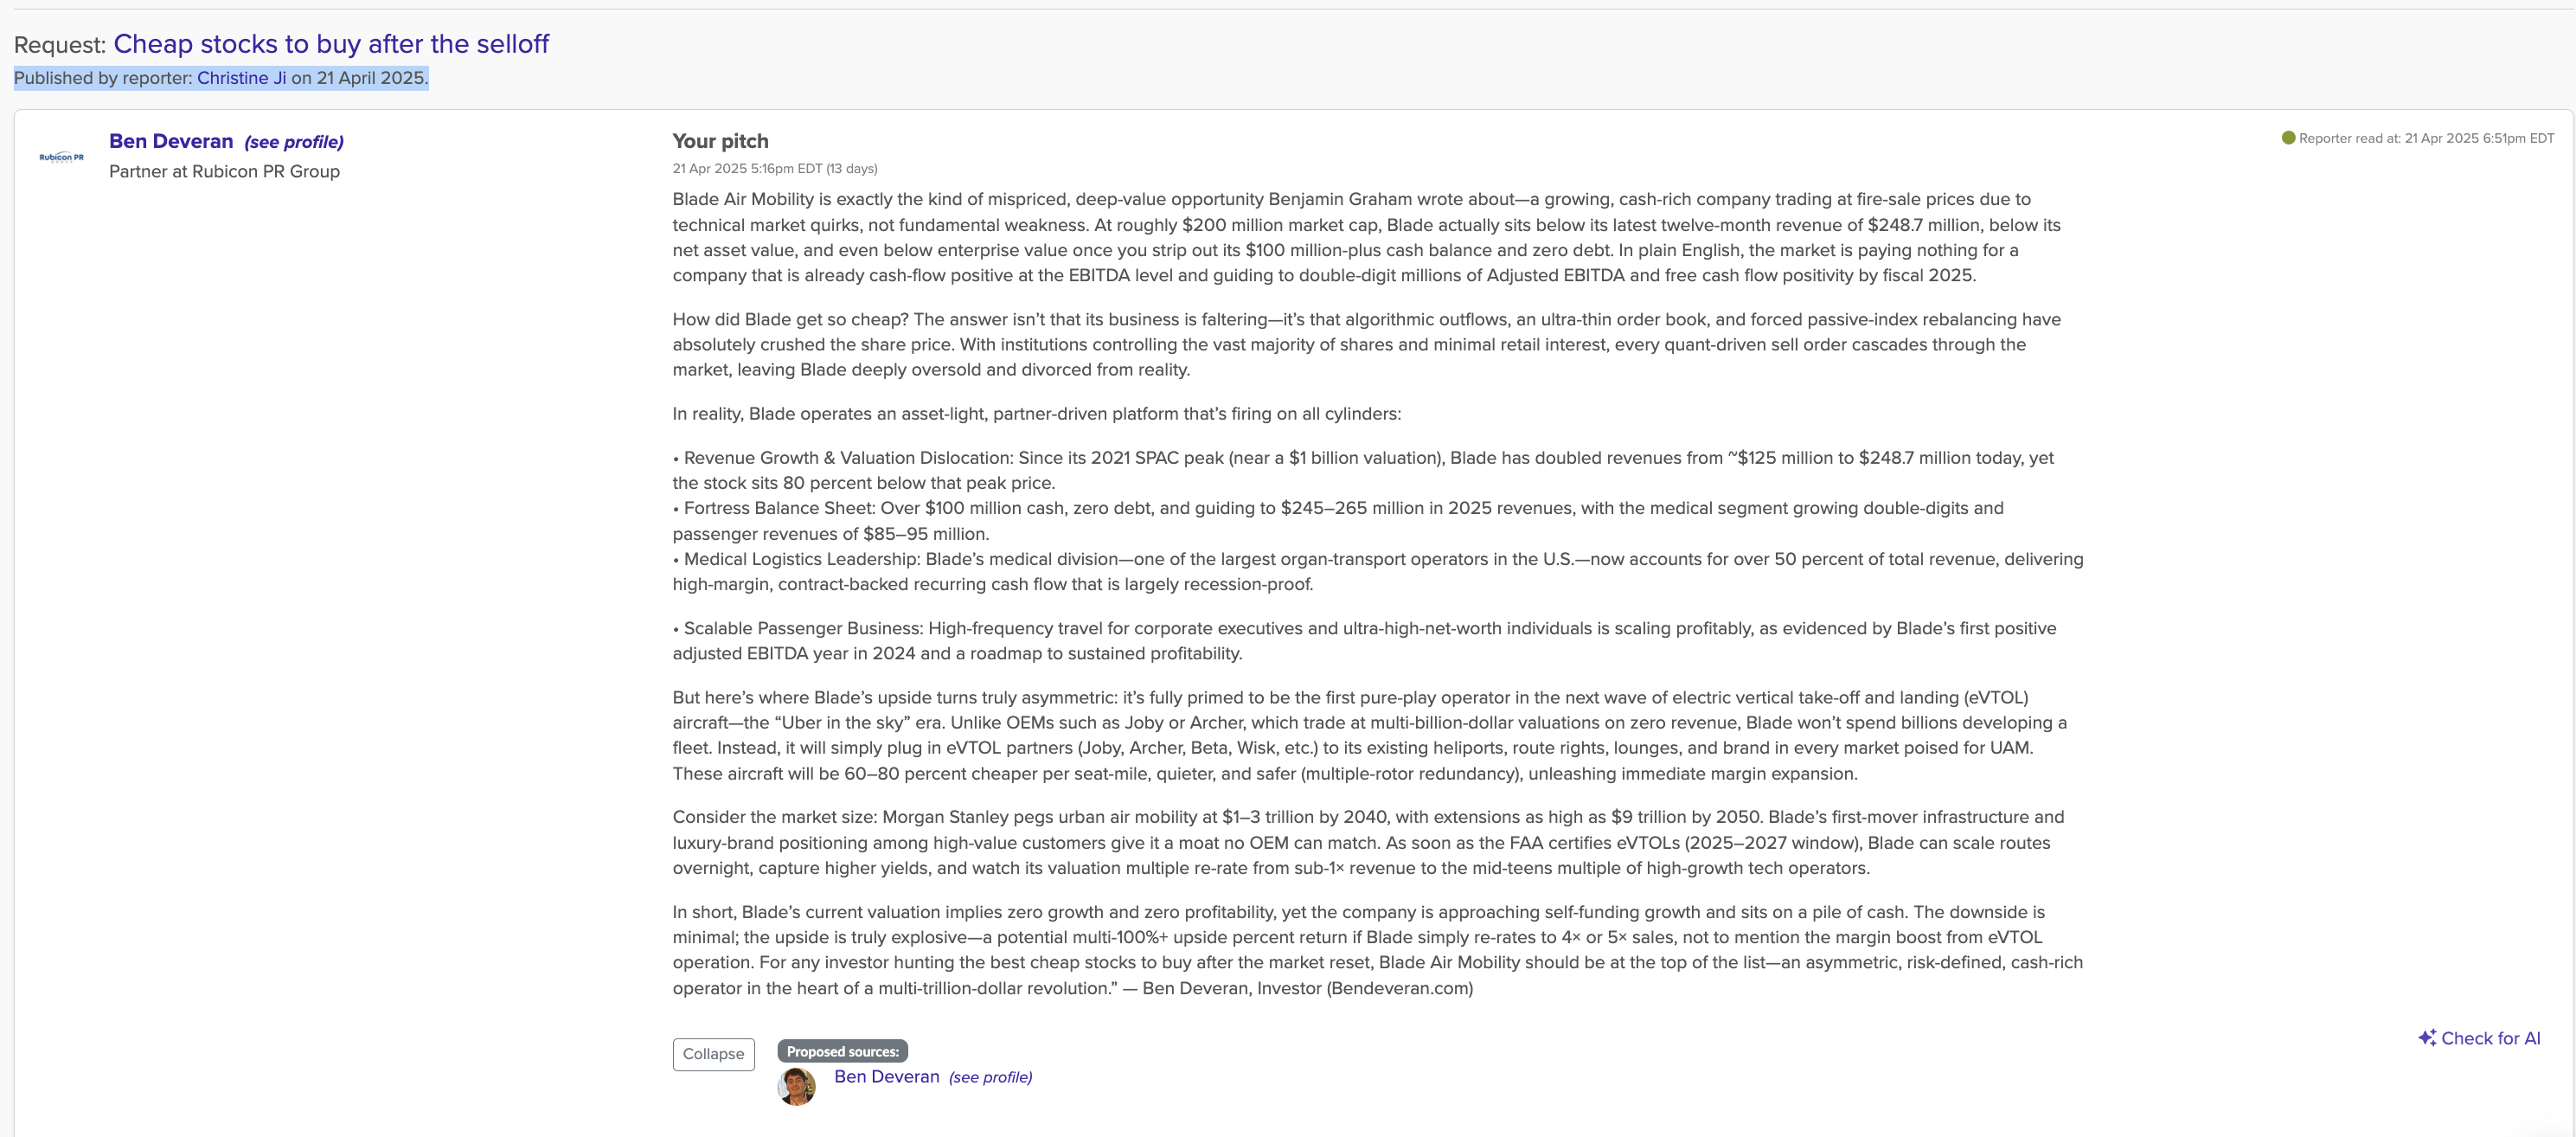 Request: Cheap stocks to buy after the selloff
Published by reporter: Christine Ji on 21 April 2025.
Rubicon PR
Ben Deveran (see profile)
Partner at Rubicon PR Group
Your pitch
21 Apr 2025 5:16pm EDT (13 days)
Reporter read at: 21 Apr 2025 6:51pm EDT
Blade Air Mobility is exactly the kind of mispriced, deep-value opportunity Benjamin Graham wrote about—a growing, cash-rich company trading at fire-sale prices due to
technical market quirks, not fundamental weakness. At roughly $200 million market cap, Blade actually sits below its latest twelve-month revenue of $248.7 million, below its
net asset value, and even below enterprise value once you strip out its $100 million-plus cash balance and zero debt. In plain English, the market is paying nothing for a
company that is already cash-flow positive at the EBITDA level and guiding to double-digit millions of Adjusted EBITDA and free cash flow positivity by fiscal 2025.
How did Blade get so cheap? The answer isn’t that its business is faltering—it’s that algorithmic outflows, an ultra-thin order book, and forced passive-index rebalancing have
absolutely crushed the share price. With institutions controlling the vast majority of shares and minimal retail interest, every quant-driven sell order cascades through the
market, leaving Blade deeply oversold and divorced from reality.
In reality, Blade operates an asset-light, partner-driven platform that’s firing on all cylinders:
• Revenue Growth & Valuation Dislocation: Since its 2021 SPAC peak (near a $1 billion valuation), Blade has doubled revenues from ~$125 million to $248.7 million today, yet
the stock sits 80 percent below that peak price.
• Fortress Balance Sheet: Over $100 million cash, zero debt, and guiding to $245–265 million in 2025 revenues, with the medical segment growing double-digits and
passenger revenues of $85–95 million.
• Medical Logistics Leadership: Blade’s medical division—one of the largest organ-transport operators in the U.S.—now accounts for over 50 percent of total revenue, delivering
high-margin, contract-backed recurring cash flow that is largely recession-proof.
• Scalable Passenger Business: High-frequency travel for corporate executives and ultra-high-net-worth individuals is scaling profitably, as evidenced by Blade’s first positive
adjusted EBITDA year in 2024 and a roadmap to sustained profitability.
But here’s where Blade’s upside turns truly asymmetric: it’s fully primed to be the first pure-play operator in the next wave of electric vertical take-off and landing (eVTOL)
aircraft—the “Uber in the sky” era. Unlike OEMs such as Joby or Archer, which trade at multi-billion-dollar valuations on zero revenue, Blade won’t spend billions developing a
fleet. Instead, it will simply plug in eVTOL partners (Joby, Archer, Beta, Wisk, etc.) to its existing heliports, route rights, lounges, and brand in every market poised for UAM.
These aircraft will be 60–80 percent cheaper per seat-mile, quieter, and safer (multiple-rotor redundancy), unleashing immediate margin expansion.
Consider the market size: Morgan Stanley pegs urban air mobility at $1–3 trillion by 2040, with extensions as high as $9 trillion by 2050. Blade’s first-mover infrastructure and
luxury-brand positioning among high-value customers give it a moat no OEM can match. As soon as the FAA certifies eVTOLs (2025–2027 window), Blade can scale routes
overnight, capture higher yields, and watch its valuation multiple re-rate from sub-1× revenue to the mid-teens multiple of high-growth tech operators.
In short, Blade’s current valuation implies zero growth and zero profitability, yet the company is approaching self-funding growth and sits on a pile of cash. The downside is
minimal; the upside is truly explosive—a potential multi-100%+ upside percent return if Blade simply re-rates to 4× or 5× sales, not to mention the margin boost from eVTOL
operation. For any investor hunting the best cheap stocks to buy after the market reset, Blade Air Mobility should be at the top of the list—an asymmetric, risk-defined, cash-rich
operator in the heart of a multi-trillion-dollar revolution.” — Ben Deveran, Investor (Bendeveran.com)
Check for AI
Collapse
Proposed sources:
Ben Deveran (see profile)